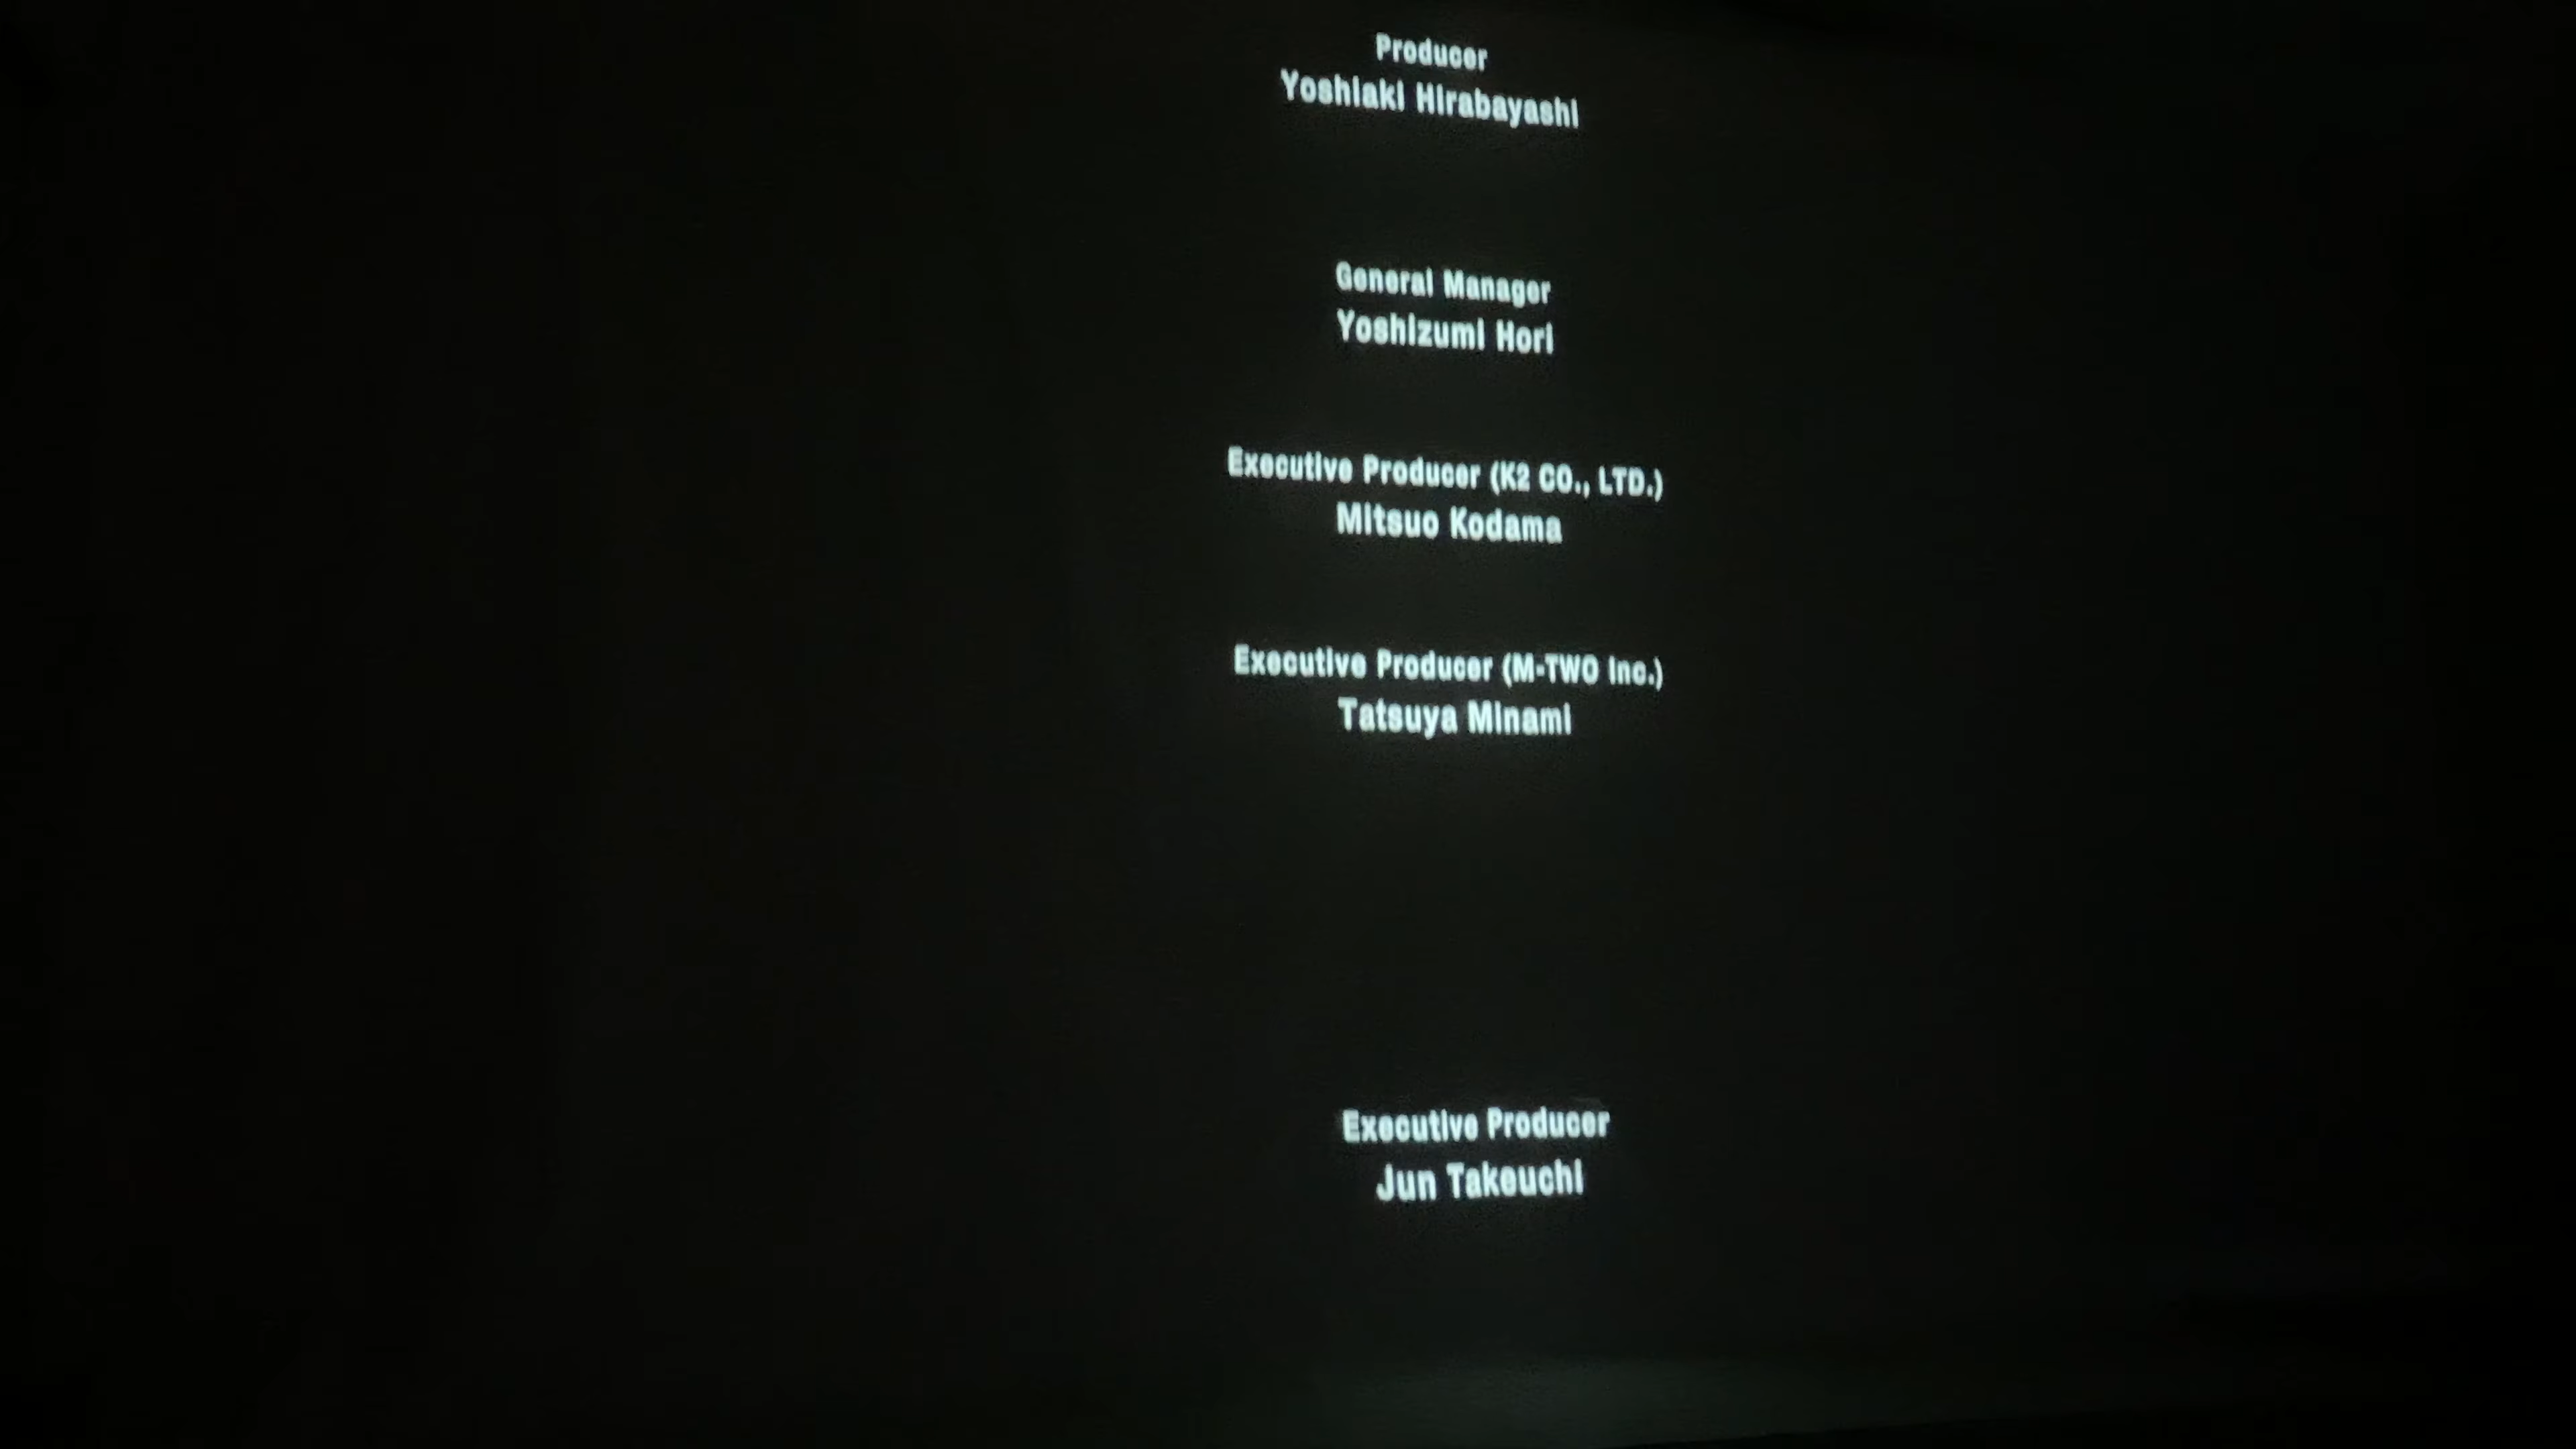 Producer
Yoshiaki Hirabayashi
General Manager
Yoshizumi Hori
Executive Producer (K2 CO., LTD.)
Mitsuo Kodama
Executive Producer (M-TWO Inc.)
Tatsuya Minami
Executive Producer
Jun Takeuchi